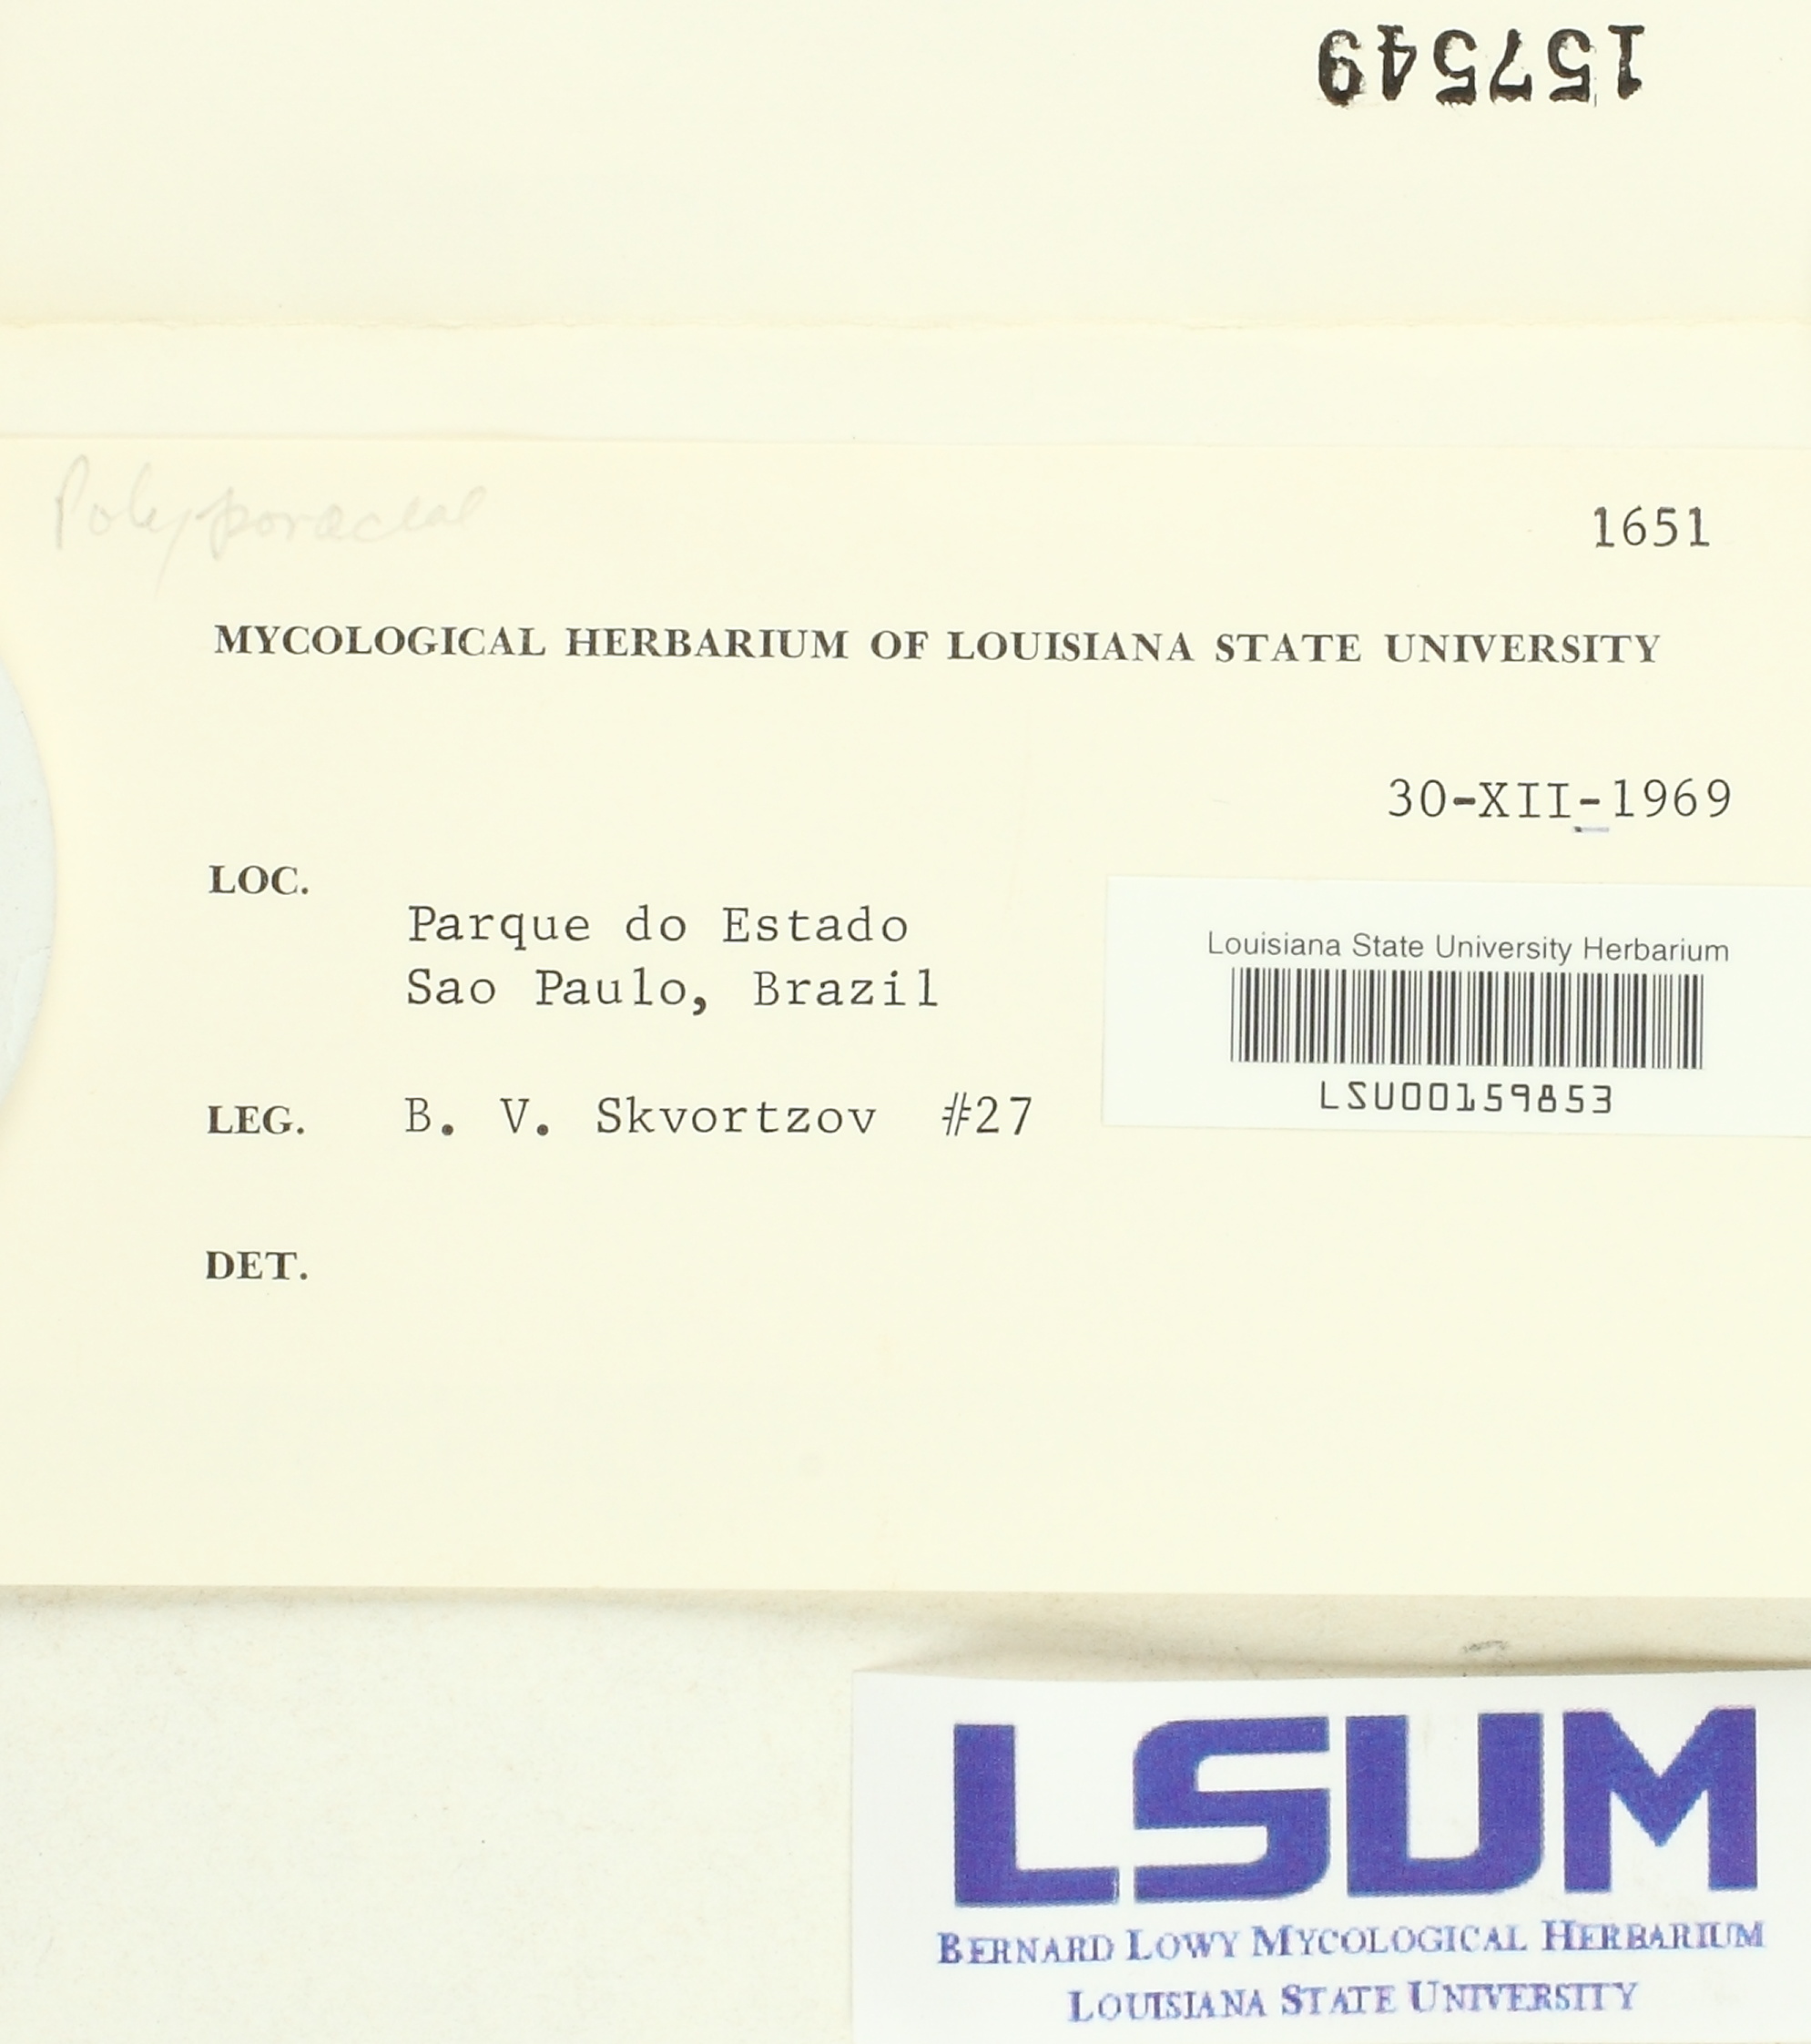 157549
Polyporaceae
1651
MYCOLOGICAL HERBARIUM OF LOUISIANA STATE UNIVERSITY
30-XII-1969
LOC.
Parque do Estado
Sao Paulo, Brazil
Louisiana State University Herbarium
LSU00159853
LEG. B. V. Skvortzov #27
DET.
LSUM
BERNARD LOWY MYCOLOGICAL HERBARIUM
LOUISIANA STATE UNIVERSITY